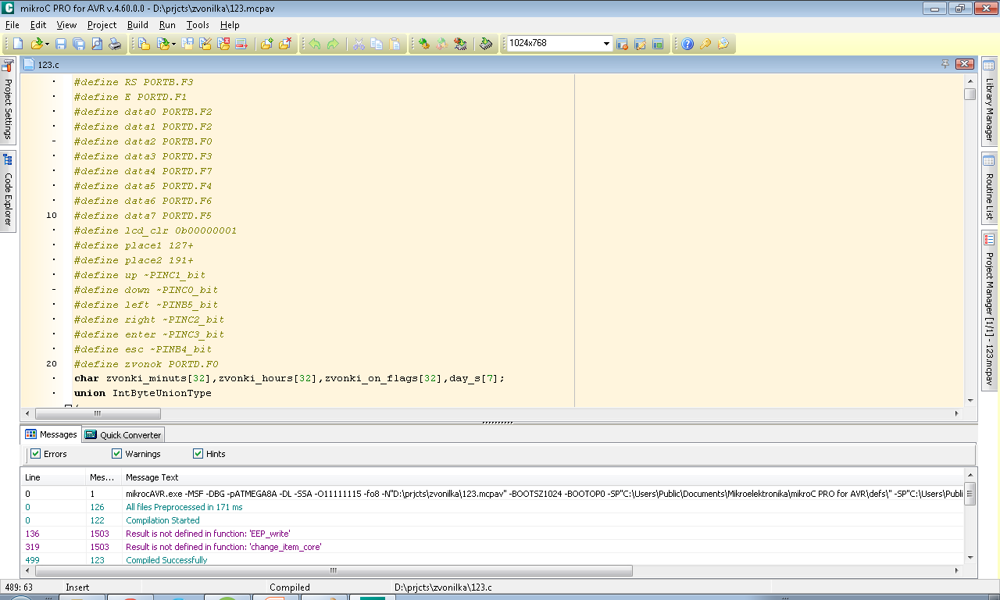 mikroC PRO for AVR v.4.60.0.0 - D:\prjcts\zvonilka\123.mcpav
File Edit View Project Build Run Tools Help
1024x768
123.c
Project Settings
Code Explorer
#define RS PORTB.F3
#define E PORTD.F1
#define data0 PORTB.F2
#define data1 PORTD.F2
#define data2 PORTB.F0
#define data3 PORTD.F3
#define data4 PORTD.F7
#define data5 PORTD.F4
#define data6 PORTD.F6
10 #define data7 PORTD.F5
#define lcd_clr 0b00000001
#define place1 127+
#define place2 191+
#define up ~PINC1_bit
#define down ~PINC0_bit
#define left ~PINB5_bit
#define right ~PINC2_bit
#define enter ~PINC3_bit
#define esc ~PINB4_bit
20 #define zvonok PORTD.F0
char zvonki_minuts[32],zvonki_hours[32],zvonki_on_flags[32],day_s[7];
union IntByteUnionType
Library Manager
Routine List
Project Manager [1/1] - 123.mcpav
Messages Quick Converter
Errors Warnings Hints
Line Mes... Message Text
0 1 mikrocAVR.exe -MSF -DBG -pATMEGA8A -DL -SSA -O11111115 -fo8 -N"D:\prjcts\zvonilka\123.mcpav" -BOOTSZ1024 -BOOTOP0 -SP"C:\Users\Public\Documents\Mikroelektronika\mikroC PRO for AVR\defs\" -SP"C:\Users\Publi
0 126 All files Preprocessed in 171 ms
0 122 Compilation Started
136 1503 Result is not defined in function: 'EEP_write'
319 1503 Result is not defined in function: 'change_item_core'
499 123 Compiled Successfully
489: 63 Insert Compiled D:\prjcts\zvonilka\123.c